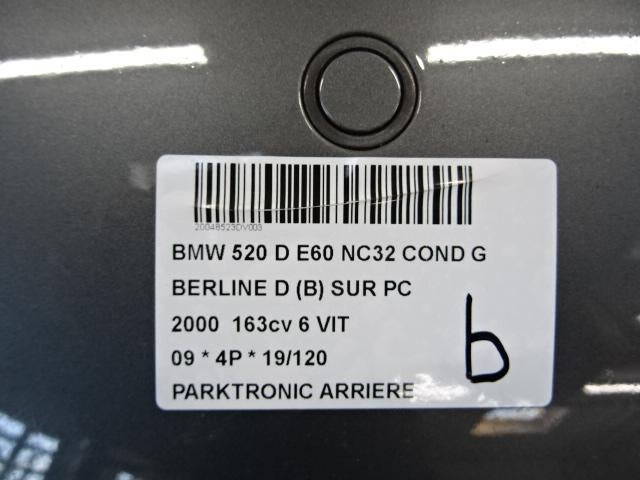 20048523DV003
BMW 520 D E60 NC32 COND G
BERLINE D (B) SUR PC
2000 163cv 6 VIT
09 * 4P * 19/120
PARKTRONIC ARRIERE
b